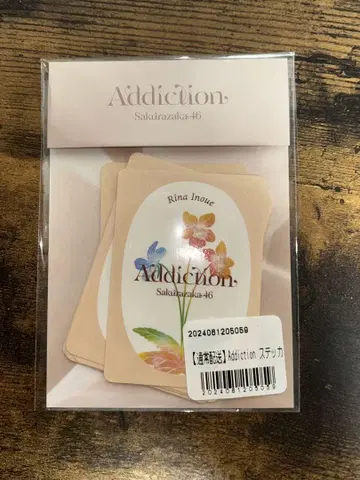 Addiction
Sakurazaka46
Rina Inoue
Addiction
Sakurazaka46
2024081205059
【通常配送】Addiction ステッカ
2024081205059